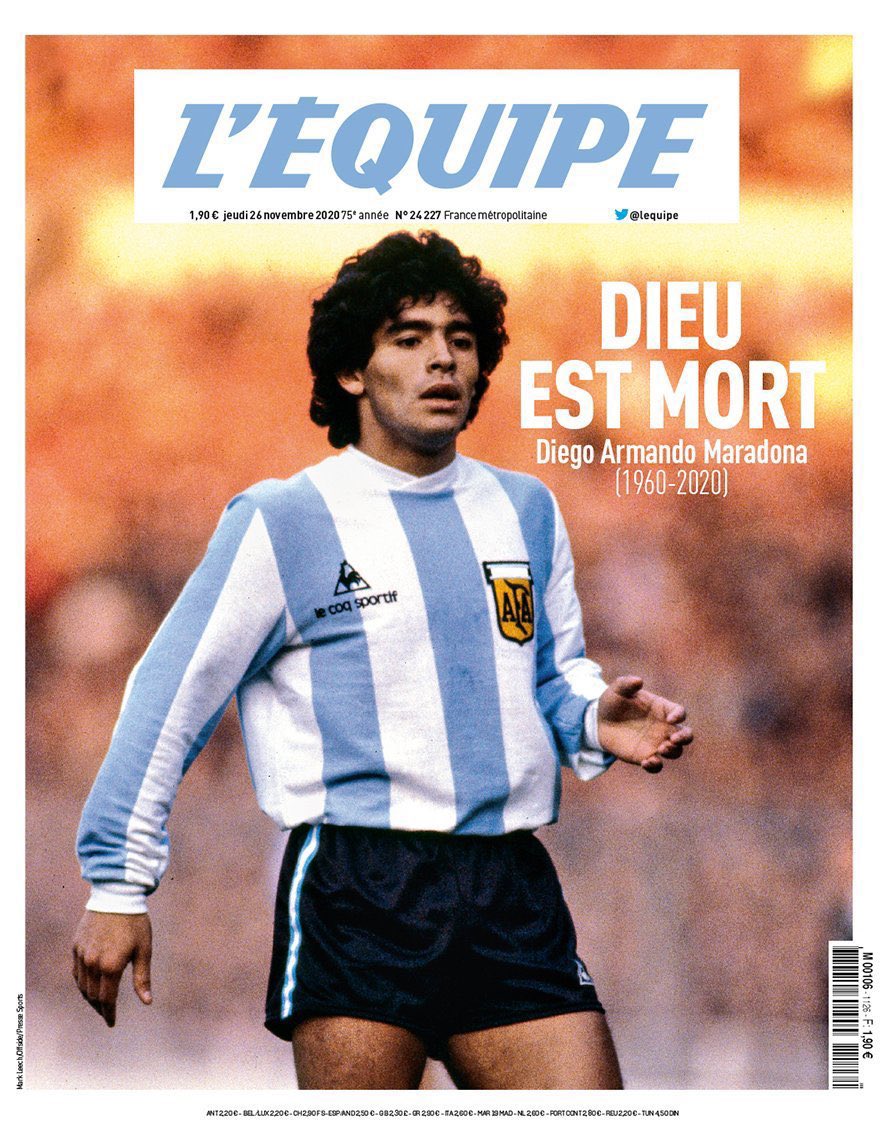 L'ÉQUIPE
1,90 € jeudi 26 novembre 2020 75e année N° 24 227 France métropolitaine @lequipe
DIEU
EST MORT
Diego Armando Maradona
(1960-2020)
le coq sportif
AFA
M 00106 - 1126 - F: 1,90 €
Mark Leech/Offside/Presse Sports
ANT 2,20 € - BEL/LUX 2,20 € - CH 2,90 FS - ESP/AND 2,50 € - GB 2,30 £ - GR 2,90 € - ITA 2,60 € - MAR 19 MAD - NL 2,60 € - PORT CONT 2,80 € - REU 2,20 € - TUN 4,50 DIN